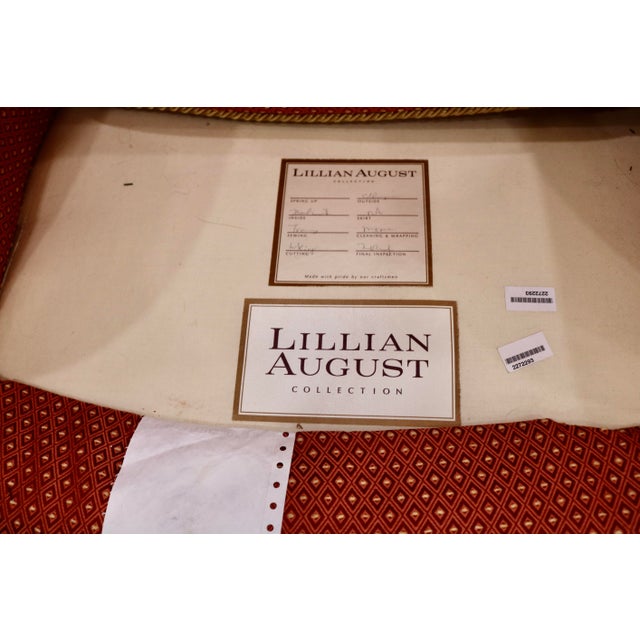 LILLIAN AUGUST
COLLECTION
SPRING UP OUTSIDE
INSIDE SKIRT
SEWING CLEANING & WRAPPING
CUTTING FINAL INSPECTION
Made with pride by our craftsmen
2272293
LILLIAN
AUGUST
COLLECTION
2272293